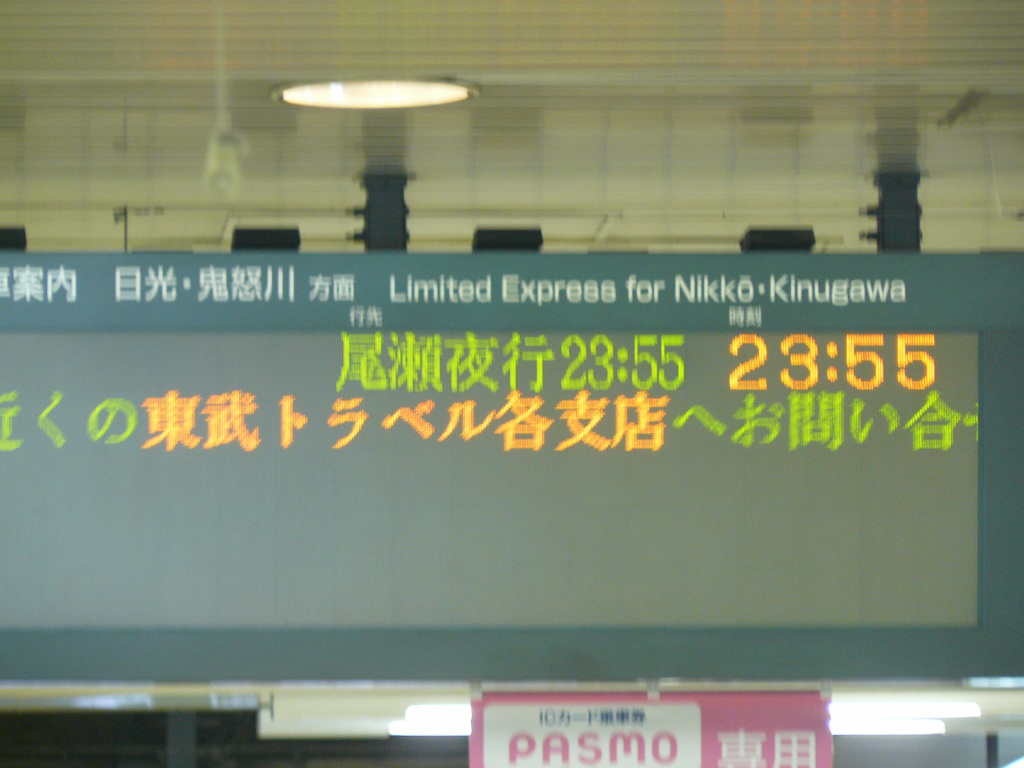 車案内 日光・鬼怒川 方面 Limited Express for Nikkō・Kinugawa
行先 時刻
尾瀬夜行23:55 23:55
近くの東武トラベル各支店へお問い合
ICカード乗車券
PASMO 専用